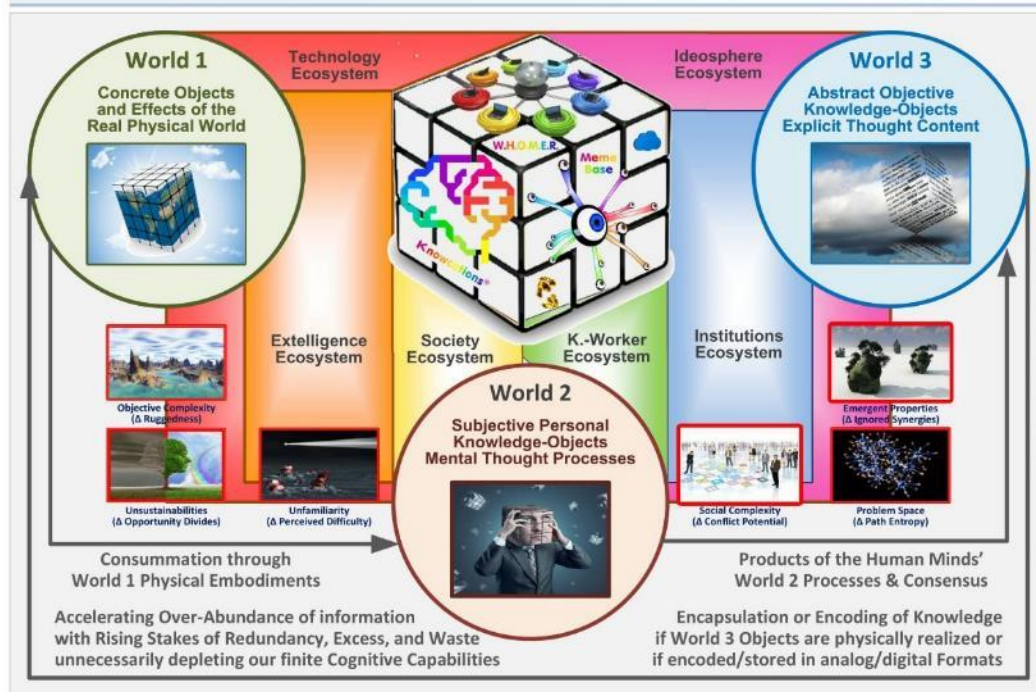 World 1
Concrete Objects
and Effects of the
Real Physical World
Technology
Ecosystem
Ideosphere
Ecosystem
World 3
Abstract Objective
Knowledge-Objects
Explicit Thought Content
W.H.O.M.E.R.
Meme
Base
Knowcations®
Extelligence
Ecosystem
Society
Ecosystem
K.-Worker
Ecosystem
Institutions
Ecosystem
World 2
Subjective Personal
Knowledge-Objects
Mental Thought Processes
Objective Complexity
(Δ Ruggedness)
Unsustainabilities
(Δ Opportunity Divides)
Unfamiliarity
(Δ Perceived Difficulty)
Emergent Properties
(Δ Ignored Synergies)
Social Complexity
(Δ Conflict Potential)
Problem Space
(Δ Path Entropy)
Consummation through
World 1 Physical Embodiments
Products of the Human Minds'
World 2 Processes & Consensus
Accelerating Over-Abundance of information
with Rising Stakes of Redundancy, Excess, and Waste
unnecessarily depleting our finite Cognitive Capabilities
Encapsulation or Encoding of Knowledge
if World 3 Objects are physically realized or
if encoded/stored in analog/digital Formats